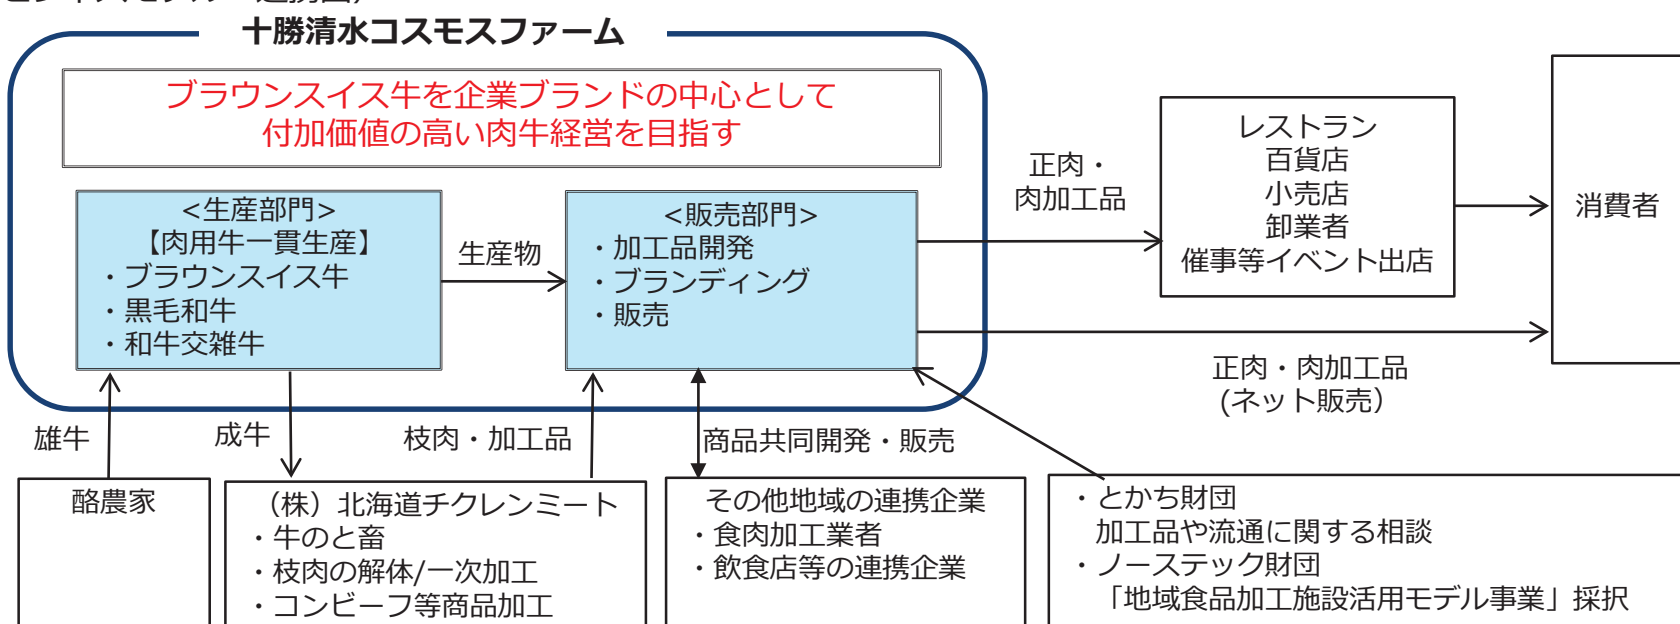 十勝清水コスモスファーム
ブラウンスイス牛を企業ブランドの中心として
付加価値の高い肉牛経営を目指す
<生産部門>
【肉用牛一貫生産】
・ブラウンスイス牛
・黒毛和牛
・和牛交雑牛
生産物
<販売部門>
・加工品開発
・ブランディング
・販売
正肉・
肉加工品
レストラン
百貨店
小売店
卸業者
催事等イベント出店
消費者
正肉・肉加工品
(ネット販売）
雄牛
成牛
枝肉・加工品
商品共同開発・販売
酪農家
（株）北海道チクレンミート
・牛のと畜
・枝肉の解体/一次加工
・コンビーフ等商品加工
その他地域の連携企業
・食肉加工業者
・飲食店等の連携企業
・とかち財団
加工品や流通に関する相談
・ノーステック財団
「地域食品加工施設活用モデル事業」採択